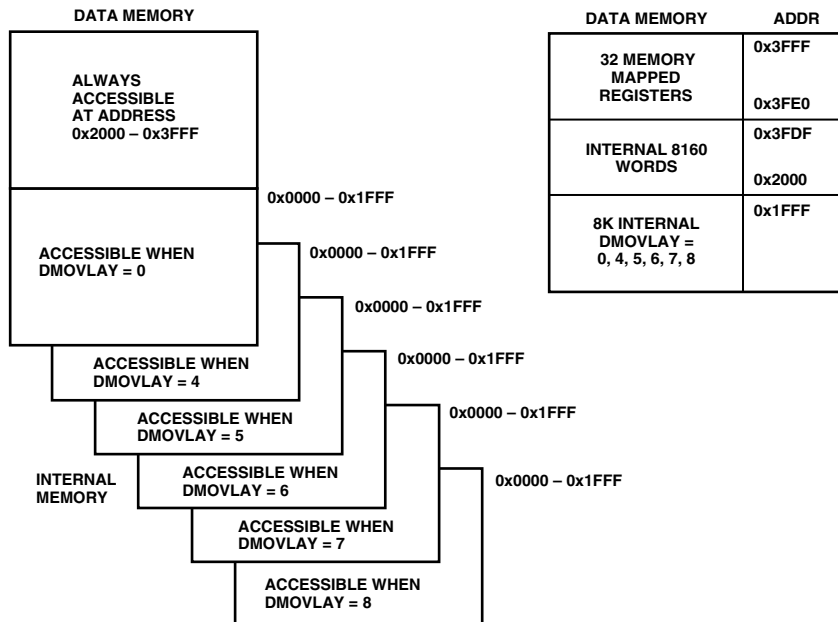 DATA MEMORY
ALWAYS
ACCESSIBLE
AT ADDRESS
0x2000 – 0x3FFF
0x0000 – 0x1FFF
ACCESSIBLE WHEN
DMOVLAY = 0
0x0000 – 0x1FFF
0x0000 – 0x1FFF
0x0000 – 0x1FFF
ACCESSIBLE WHEN
DMOVLAY = 4
0x0000 – 0x1FFF
ACCESSIBLE WHEN
DMOVLAY = 5
INTERNAL
MEMORY
ACCESSIBLE WHEN
DMOVLAY = 6
0x0000 – 0x1FFF
ACCESSIBLE WHEN
DMOVLAY = 7
ACCESSIBLE WHEN
DMOVLAY = 8
DATA MEMORY ADDR
32 MEMORY
MAPPED
REGISTERS
0x3FFF
0x3FE0
INTERNAL 8160
WORDS
0x3FDF
0x2000
8K INTERNAL
DMOVLAY =
0, 4, 5, 6, 7, 8
0x1FFF